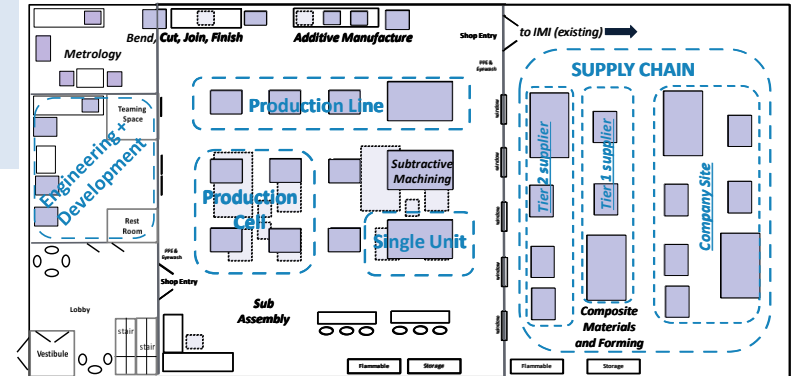 Bend, Cut, Join, Finish
Additive Manufacture
Shop Entry
to IMI (existing)
Metrology
PPE &
Eyewash
SUPPLY CHAIN
Teaming
Space
Engineering +
Development
Production Line
window
window
window
window
window
Tier 2 supplier
Tier 1 supplier
Company Site
Production
Cell
Subtractive
Machining
Rest
Room
Single Unit
PPE &
Eyewash
Shop Entry
Lobby
Sub
Assembly
Composite
Materials
and Forming
stair
stair
Vestibule
Flammable
Storage
Flammable
Storage